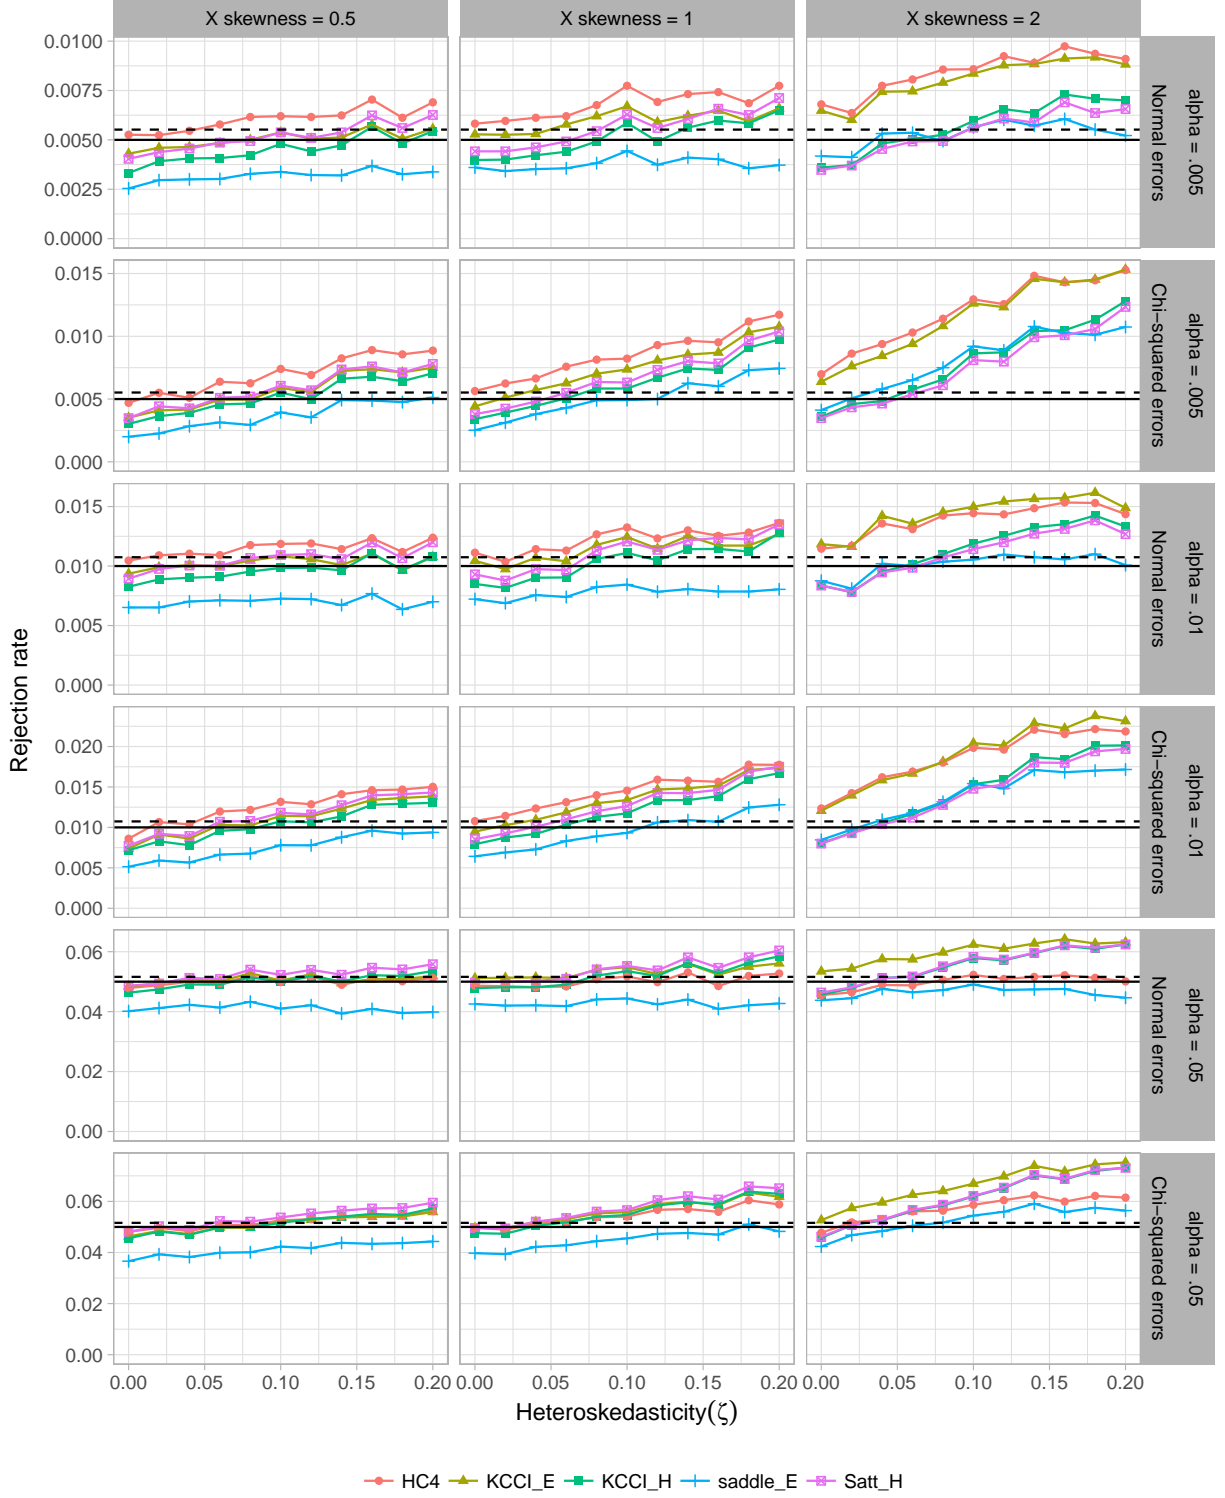 X skewness = 0.5
X skewness = 1
X skewness = 2
0.0100
0.0075
0.0050
0.0025
0.0000
alpha = .005
Normal errors
0.015
0.010
0.005
0.000
alpha = .005
Chi−squared errors
0.015
0.010
0.005
0.000
alpha = .01
Normal errors
0.020
0.015
0.010
0.005
0.000
alpha = .01
Chi−squared errors
0.06
0.04
0.02
0.00
alpha = .05
Normal errors
0.06
0.04
0.02
0.00
alpha = .05
Chi−squared errors
Rejection rate
0.00 0.05 0.10 0.15 0.20 0.00 0.05 0.10 0.15 0.20 0.00 0.05 0.10 0.15 0.20
Heteroskedasticity(ζ)
HC4 KCCI_E KCCI_H saddle_E Satt_H